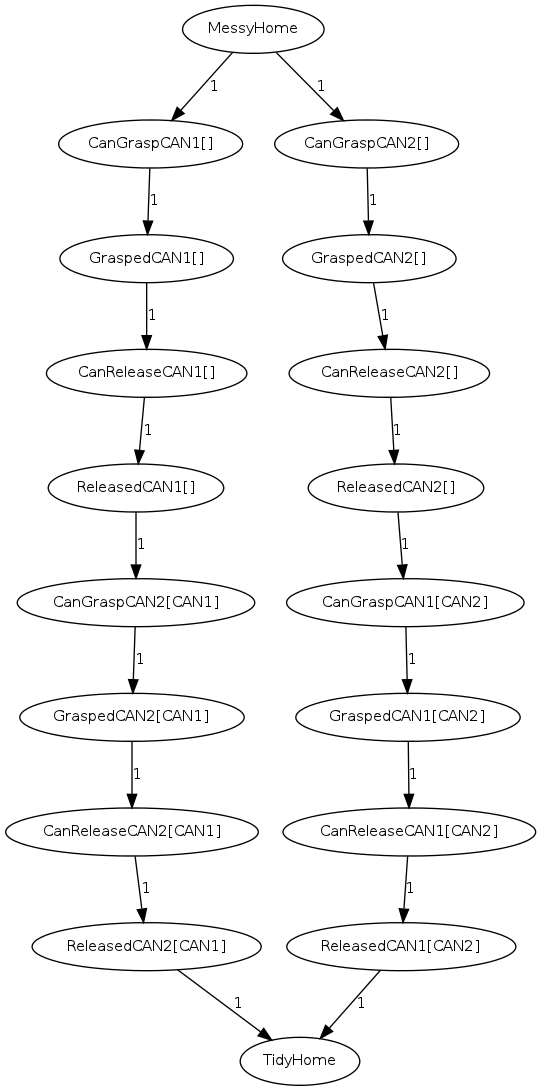 MessyHome
1 1
CanGraspCAN1[] CanGraspCAN2[]
1 1
GraspedCAN1[] GraspedCAN2[]
1 1
CanReleaseCAN1[] CanReleaseCAN2[]
1 1
ReleasedCAN1[] ReleasedCAN2[]
1 1
CanGraspCAN2[CAN1] CanGraspCAN1[CAN2]
1 1
GraspedCAN2[CAN1] GraspedCAN1[CAN2]
1 1
CanReleaseCAN2[CAN1] CanReleaseCAN1[CAN2]
1 1
ReleasedCAN2[CAN1] ReleasedCAN1[CAN2]
1 1
TidyHome